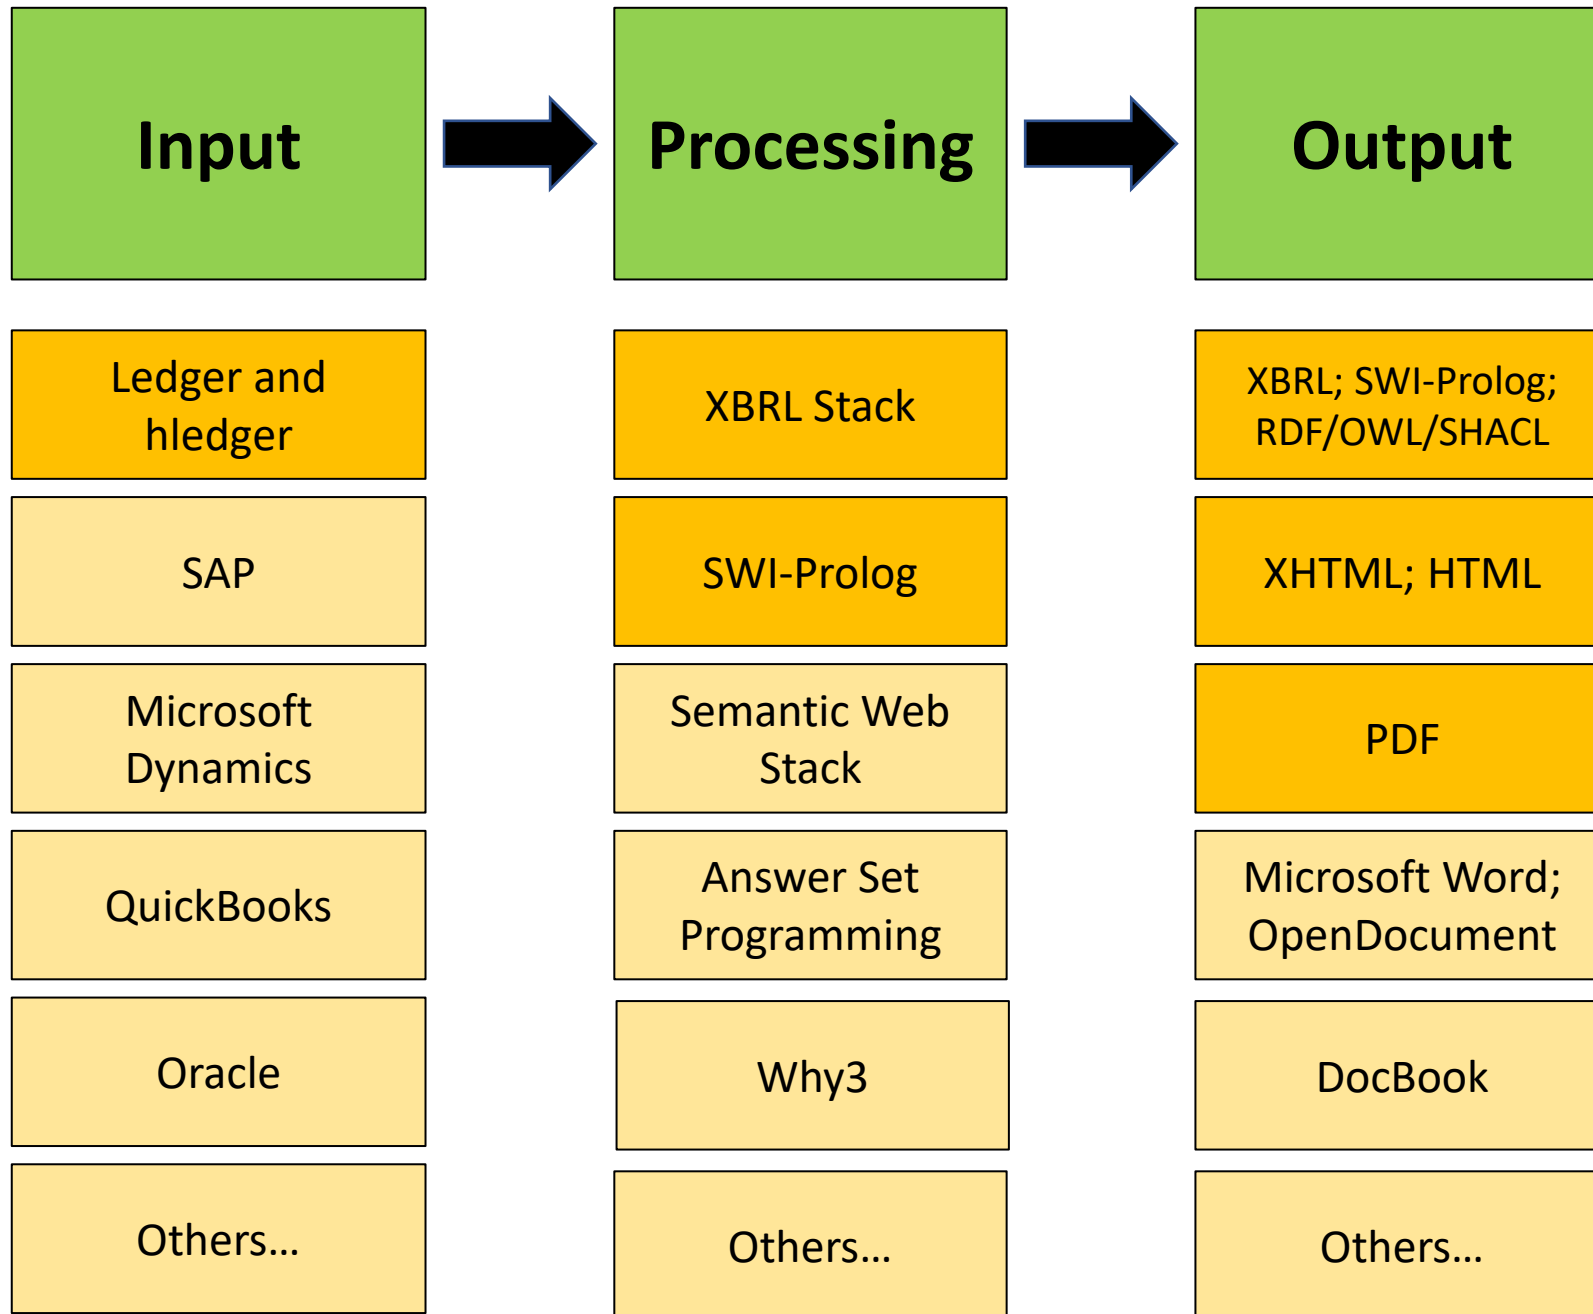 Input
Processing
Output
Ledger and
hledger
SAP
Microsoft
Dynamics
QuickBooks
Oracle
Others...
XBRL Stack
SWI-Prolog
Semantic Web
Stack
Answer Set
Programming
Why3
Others...
XBRL; SWI-Prolog;
RDF/OWL/SHACL
XHTML; HTML
PDF
Microsoft Word;
OpenDocument
DocBook
Others...